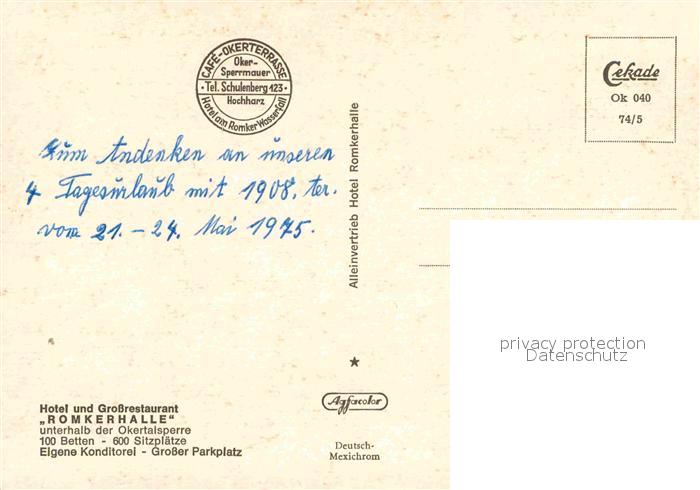 CAFÉ-OKERTERRASSE
Oker-
Sperrmauer
Tel. Schulenberg 123
Hochharz
Hotel am Romker Wasserfall
Zum Andenken an unseren
4 Tagesurlaub mit 1908. ter.
vom 21. - 24. Mai 1975.
Hotel und Großrestaurant
„ROMKERHALLE"
unterhalb der Okertalsperre
100 Betten - 600 Sitzplätze
Eigene Konditorei - Großer Parkplatz
Alleinvertrieb Hotel Romkerhalle
Agfacolor
Deutsch-
Mexichrom
Cekade
Ok 040
74/5
privacy protection
Datenschutz